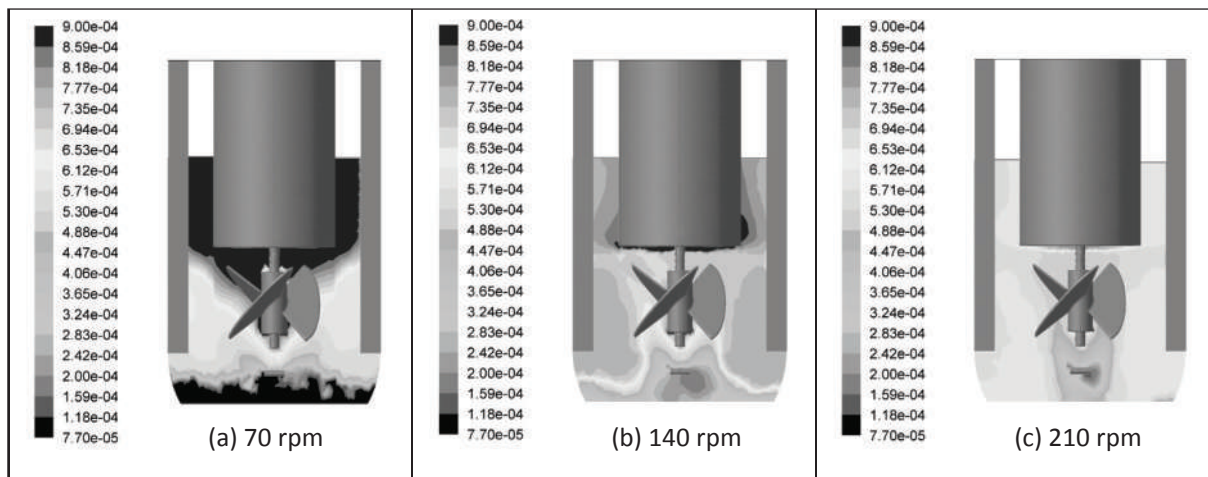 9.00e-04
8.59e-04
8.18e-04
7.77e-04
7.35e-04
6.94e-04
6.53e-04
6.12e-04
5.71e-04
5.30e-04
4.88e-04
4.47e-04
4.06e-04
3.65e-04
3.24e-04
2.83e-04
2.42e-04
2.00e-04
1.59e-04
1.18e-04
7.70e-05
(a) 70 rpm
9.00e-04
8.59e-04
8.18e-04
7.77e-04
7.35e-04
6.94e-04
6.53e-04
6.12e-04
5.71e-04
5.30e-04
4.88e-04
4.47e-04
4.06e-04
3.65e-04
3.24e-04
2.83e-04
2.42e-04
2.00e-04
1.59e-04
1.18e-04
7.70e-05
(b) 140 rpm
9.00e-04
8.59e-04
8.18e-04
7.77e-04
7.35e-04
6.94e-04
6.53e-04
6.12e-04
5.71e-04
5.30e-04
4.88e-04
4.47e-04
4.06e-04
3.65e-04
3.24e-04
2.83e-04
2.42e-04
2.00e-04
1.59e-04
1.18e-04
7.70e-05
(c) 210 rpm